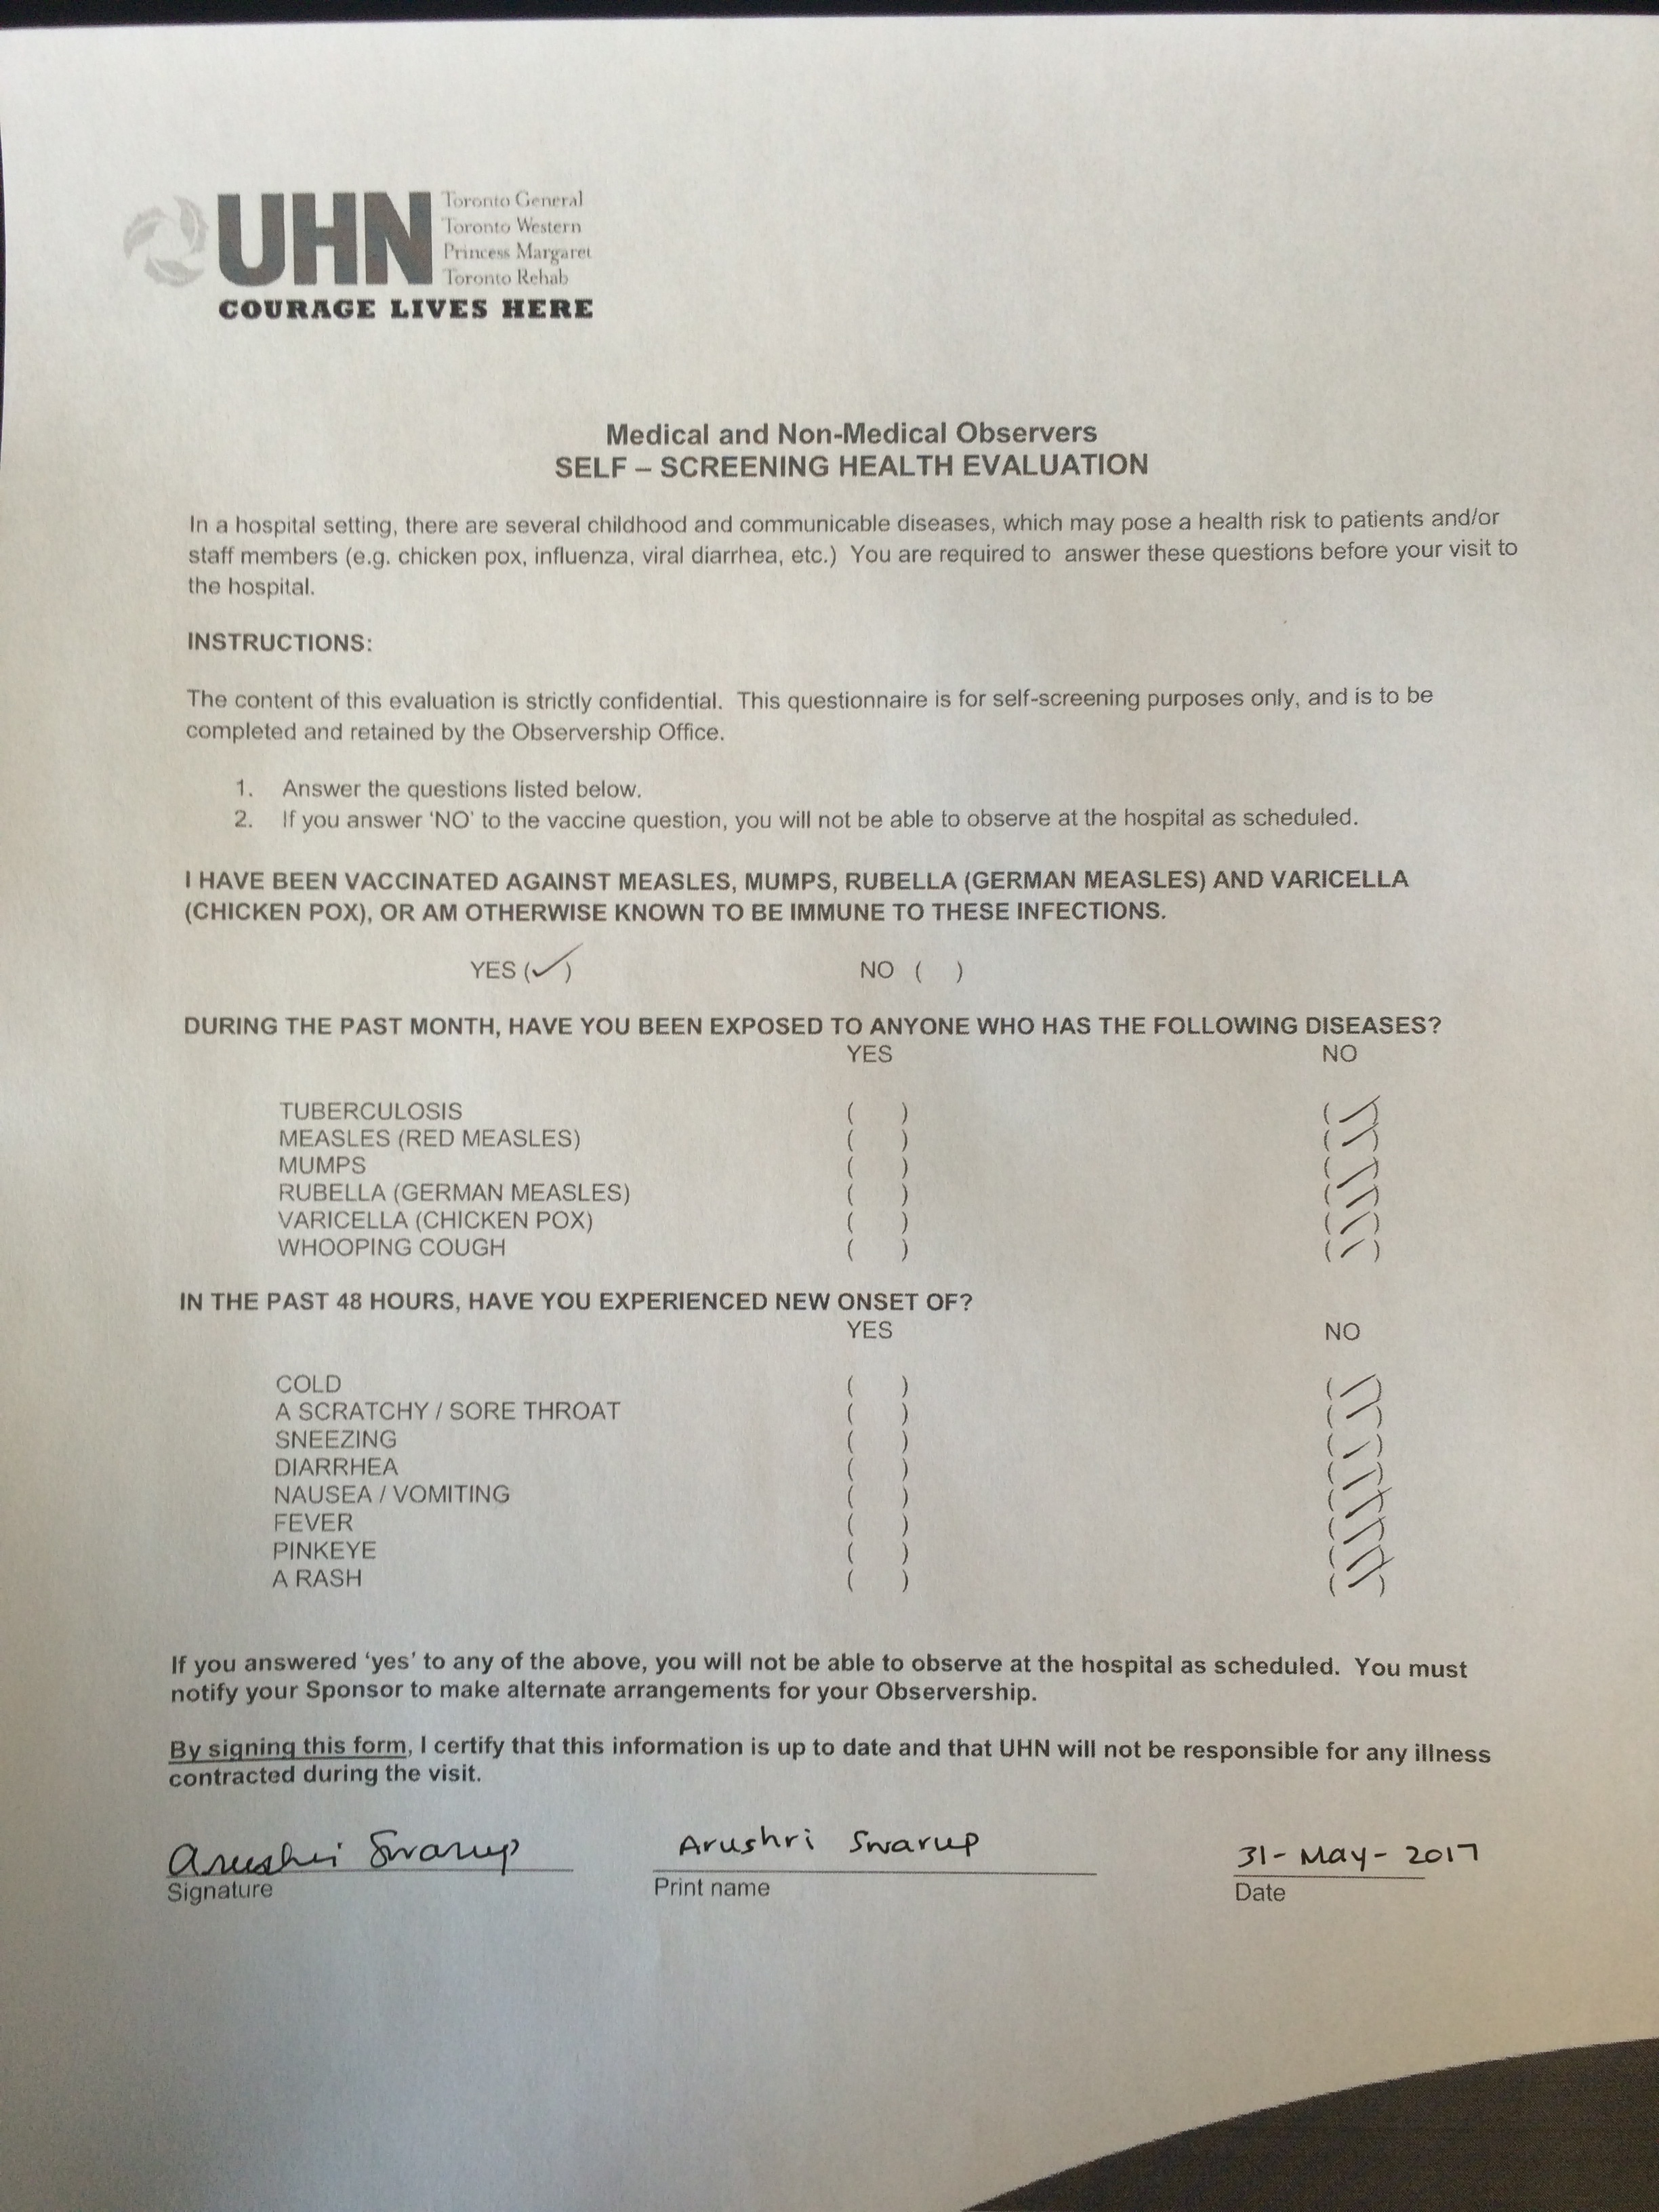 UHN
Toronto General
Toronto Western
Princess Margaret
Toronto Rehab
COURAGE LIVES HERE
Medical and Non-Medical Observers
SELF – SCREENING HEALTH EVALUATION
In a hospital setting, there are several childhood and communicable diseases, which may pose a health risk to patients and/or
staff members (e.g. chicken pox, influenza, viral diarrhea, etc.) You are required to answer these questions before your visit to
the hospital.
INSTRUCTIONS:
The content of this evaluation is strictly confidential. This questionnaire is for self-screening purposes only, and is to be
completed and retained by the Observership Office.
1. Answer the questions listed below.
2. If you answer ‘NO’ to the vaccine question, you will not be able to observe at the hospital as scheduled.
I HAVE BEEN VACCINATED AGAINST MEASLES, MUMPS, RUBELLA (GERMAN MEASLES) AND VARICELLA
(CHICKEN POX), OR AM OTHERWISE KNOWN TO BE IMMUNE TO THESE INFECTIONS.
YES (✓) NO ( )
DURING THE PAST MONTH, HAVE YOU BEEN EXPOSED TO ANYONE WHO HAS THE FOLLOWING DISEASES?
YES NO
TUBERCULOSIS ( ) (✓)
MEASLES (RED MEASLES) ( ) (✓)
MUMPS ( ) (✓)
RUBELLA (GERMAN MEASLES) ( ) (✓)
VARICELLA (CHICKEN POX) ( ) (✓)
WHOOPING COUGH ( ) (✓)
IN THE PAST 48 HOURS, HAVE YOU EXPERIENCED NEW ONSET OF?
YES NO
COLD ( ) (✓)
A SCRATCHY / SORE THROAT ( ) (✓)
SNEEZING ( ) (✓)
DIARRHEA ( ) (✓)
NAUSEA / VOMITING ( ) (✓)
FEVER ( ) (✓)
PINKEYE ( ) (✓)
A RASH ( ) (✓)
If you answered ‘yes’ to any of the above, you will not be able to observe at the hospital as scheduled. You must
notify your Sponsor to make alternate arrangements for your Observership.
By signing this form, I certify that this information is up to date and that UHN will not be responsible for any illness
contracted during the visit.
Arushri Swarup Arushri Swarup 31-May-2017
Signature Print name Date